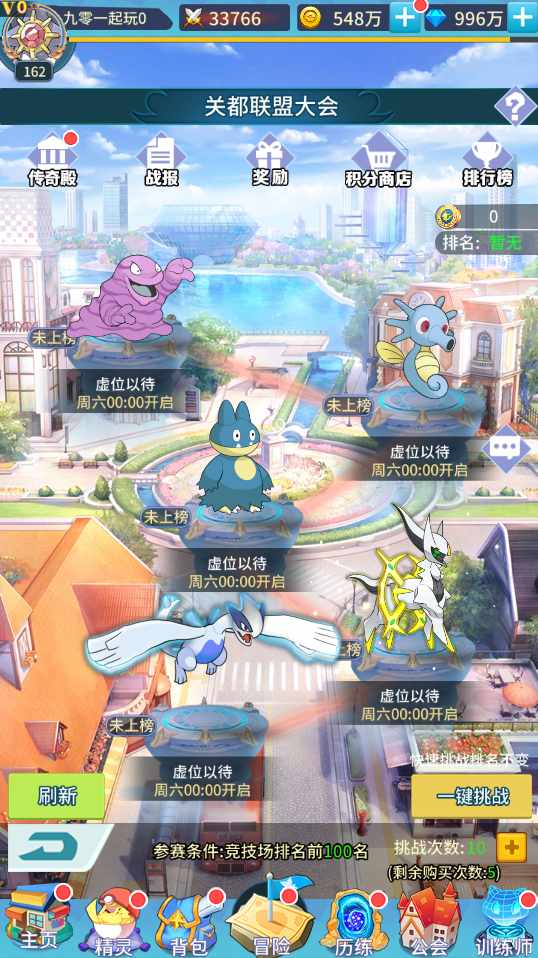 V0
九零一起玩0
33766
548万
996万
162
关都联盟大会
传奇殿
战报
奖励
积分商店
排行榜
0
排名: 暂无
未上榜
虚位以待
周六00:00开启
未上榜
虚位以待
周六00:00开启
未上榜
虚位以待
周六00:00开启
榜
虚位以待
周六00:00开启
未上榜
虚位以待
周六00:00开启
快速挑战排名不变
刷新
一键挑战
参赛条件:竞技场排名前100名
挑战次数:10
(剩余购买次数:5)
主页
精灵
背包
冒险
历练
公会
训练师